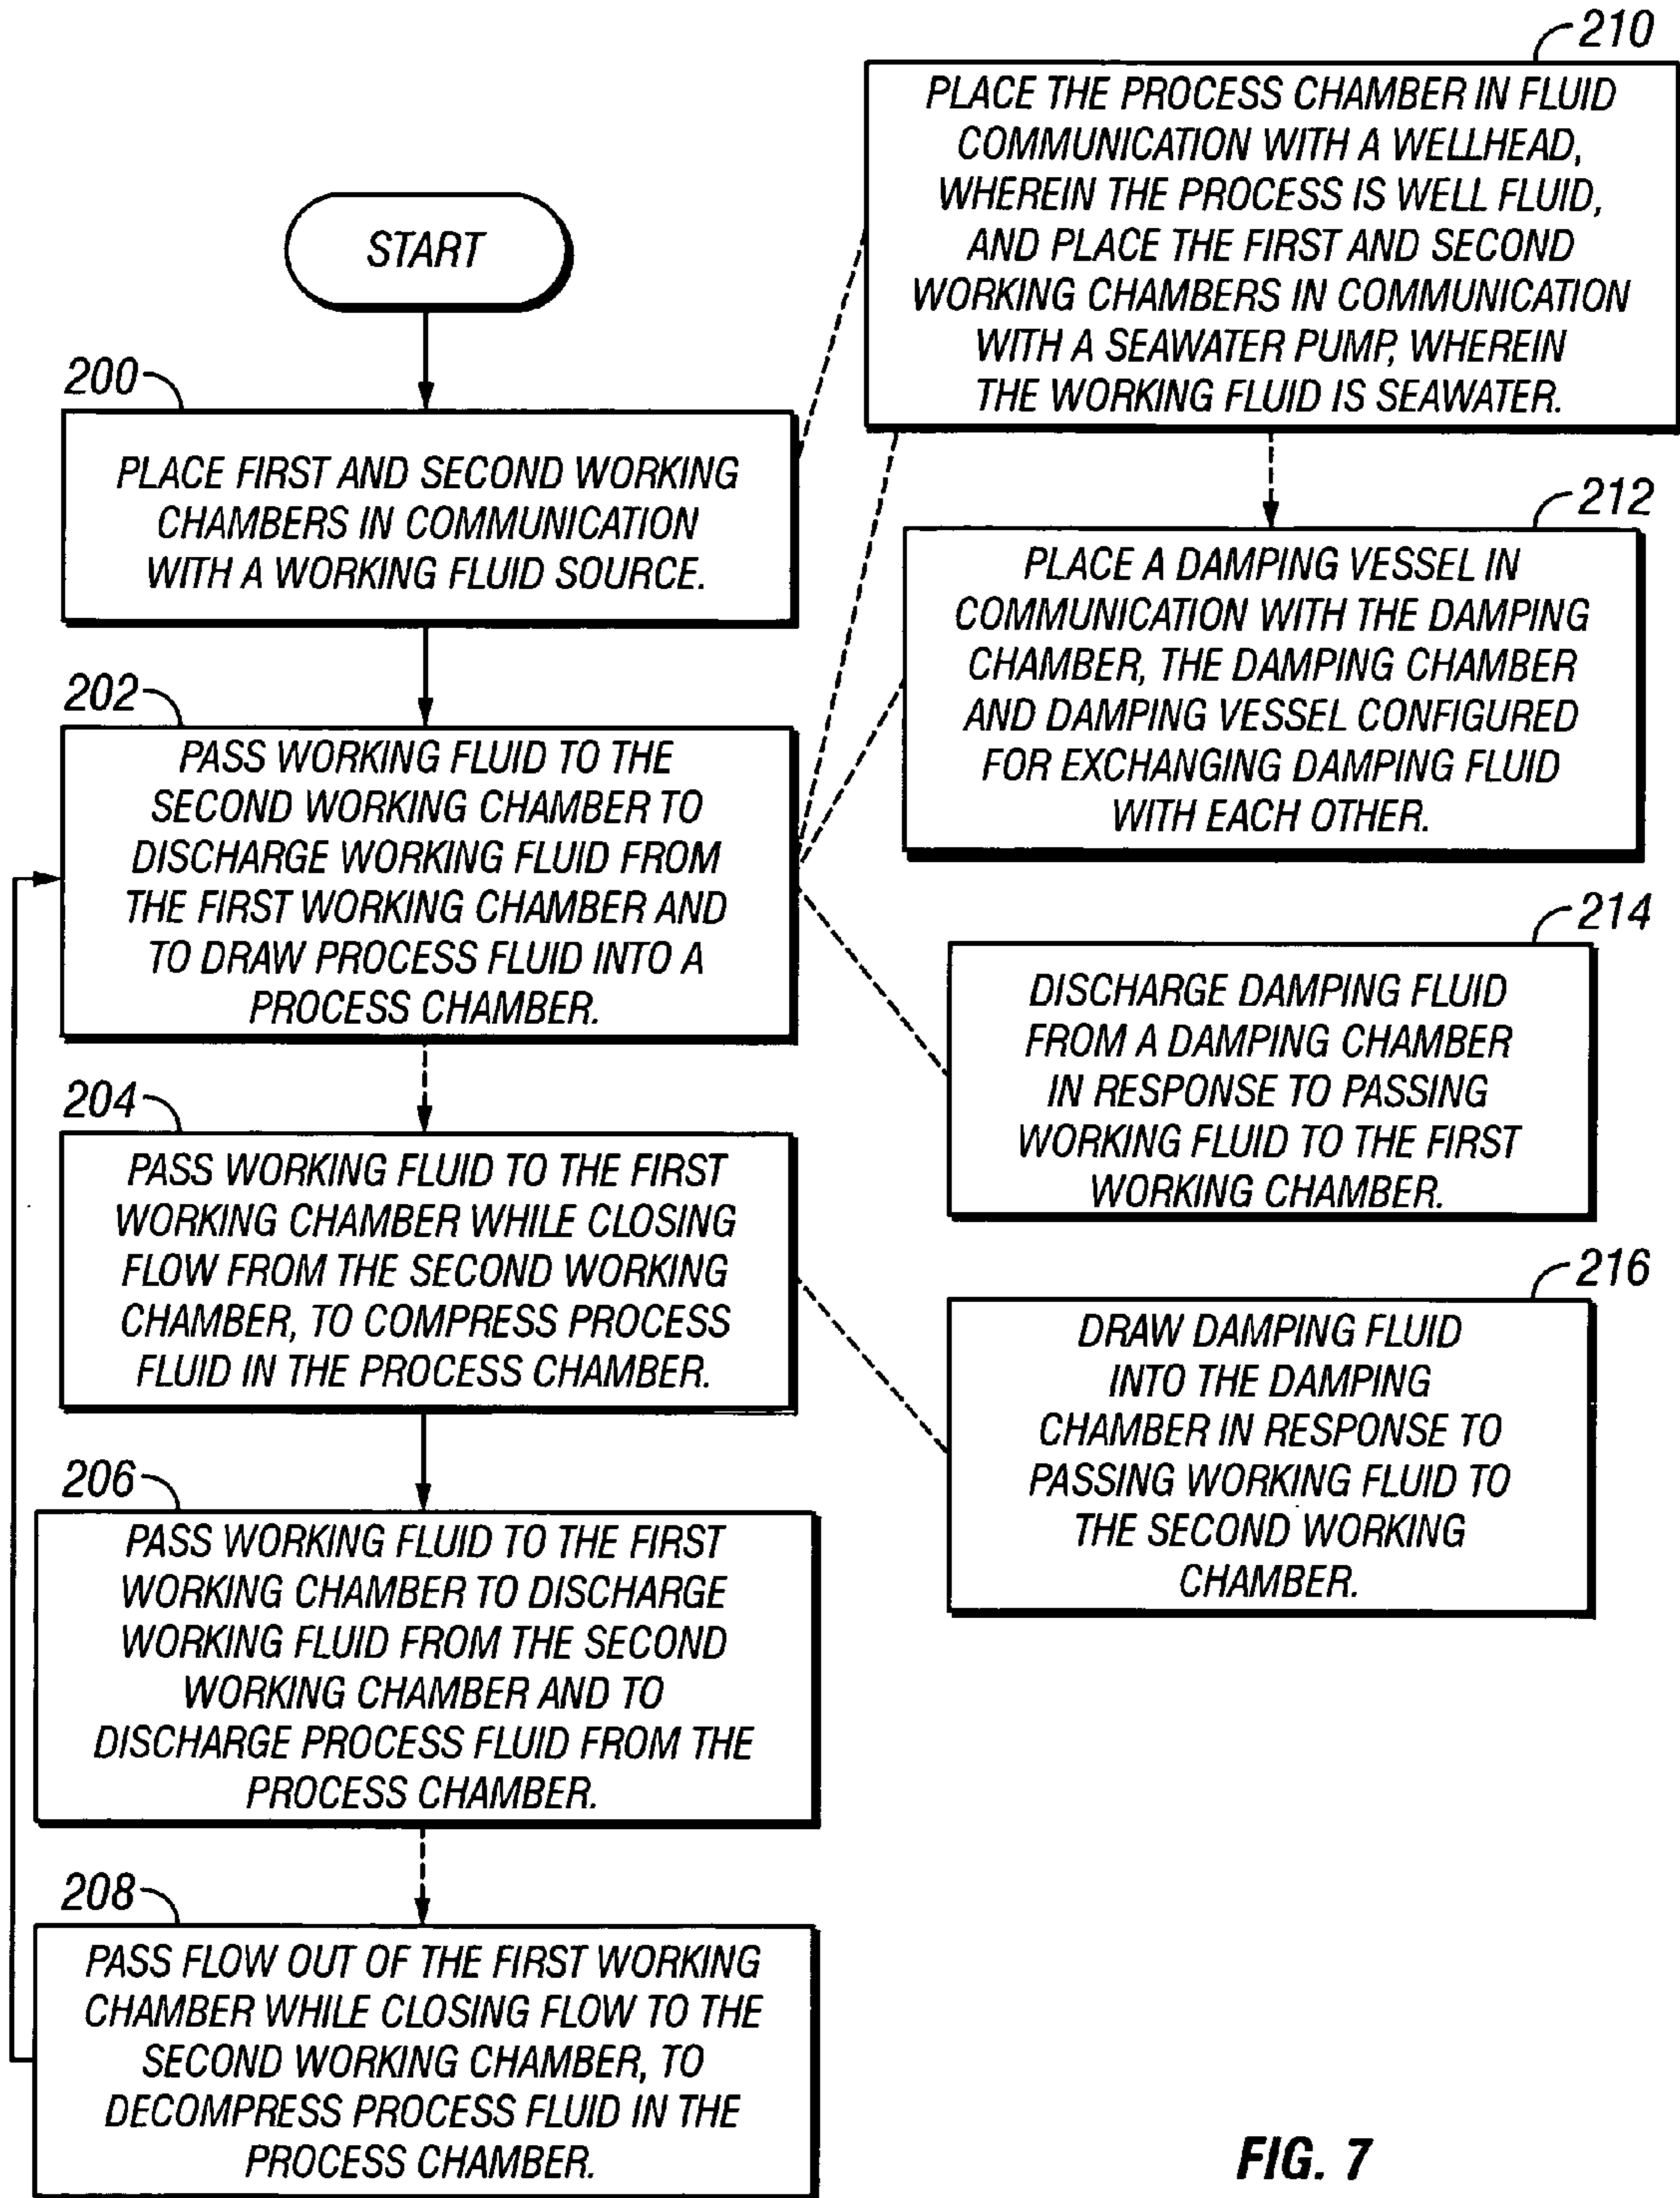 START
200
PLACE FIRST AND SECOND WORKING
CHAMBERS IN COMMUNICATION
WITH A WORKING FLUID SOURCE.
202
PASS WORKING FLUID TO THE
SECOND WORKING CHAMBER TO
DISCHARGE WORKING FLUID FROM
THE FIRST WORKING CHAMBER AND
TO DRAW PROCESS FLUID INTO A
PROCESS CHAMBER.
204
PASS WORKING FLUID TO THE FIRST
WORKING CHAMBER WHILE CLOSING
FLOW FROM THE SECOND WORKING
CHAMBER, TO COMPRESS PROCESS
FLUID IN THE PROCESS CHAMBER.
206
PASS WORKING FLUID TO THE FIRST
WORKING CHAMBER TO DISCHARGE
WORKING FLUID FROM THE SECOND
WORKING CHAMBER AND TO
DISCHARGE PROCESS FLUID FROM THE
PROCESS CHAMBER.
208
PASS FLOW OUT OF THE FIRST WORKING
CHAMBER WHILE CLOSING FLOW TO THE
SECOND WORKING CHAMBER, TO
DECOMPRESS PROCESS FLUID IN THE
PROCESS CHAMBER.
210
PLACE THE PROCESS CHAMBER IN FLUID
COMMUNICATION WITH A WELLHEAD,
WHEREIN THE PROCESS IS WELL FLUID,
AND PLACE THE FIRST AND SECOND
WORKING CHAMBERS IN COMMUNICATION
WITH A SEAWATER PUMP, WHEREIN
THE WORKING FLUID IS SEAWATER.
212
PLACE A DAMPING VESSEL IN
COMMUNICATION WITH THE DAMPING
CHAMBER, THE DAMPING CHAMBER
AND DAMPING VESSEL CONFIGURED
FOR EXCHANGING DAMPING FLUID
WITH EACH OTHER.
214
DISCHARGE DAMPING FLUID
FROM A DAMPING CHAMBER
IN RESPONSE TO PASSING
WORKING FLUID TO THE FIRST
WORKING CHAMBER.
216
DRAW DAMPING FLUID
INTO THE DAMPING
CHAMBER IN RESPONSE TO
PASSING WORKING FLUID TO
THE SECOND WORKING
CHAMBER.
FIG. 7